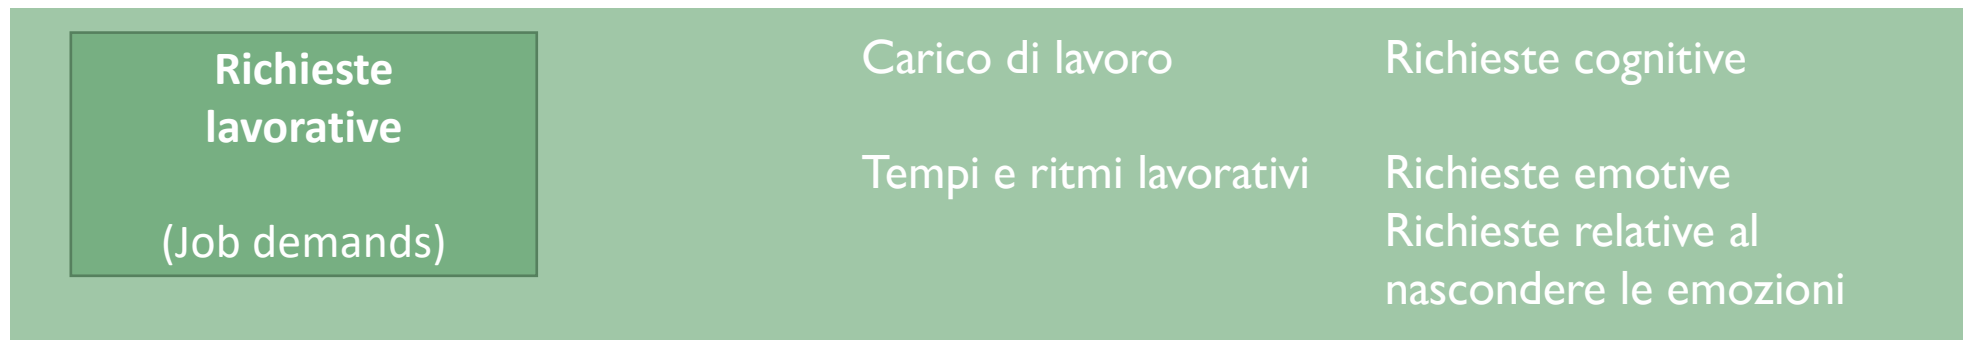 Richieste
lavorative
(Job demands)
Carico di lavoro
Tempi e ritmi lavorativi
Richieste cognitive
Richieste emotive
Richieste relative al
nascondere le emozioni